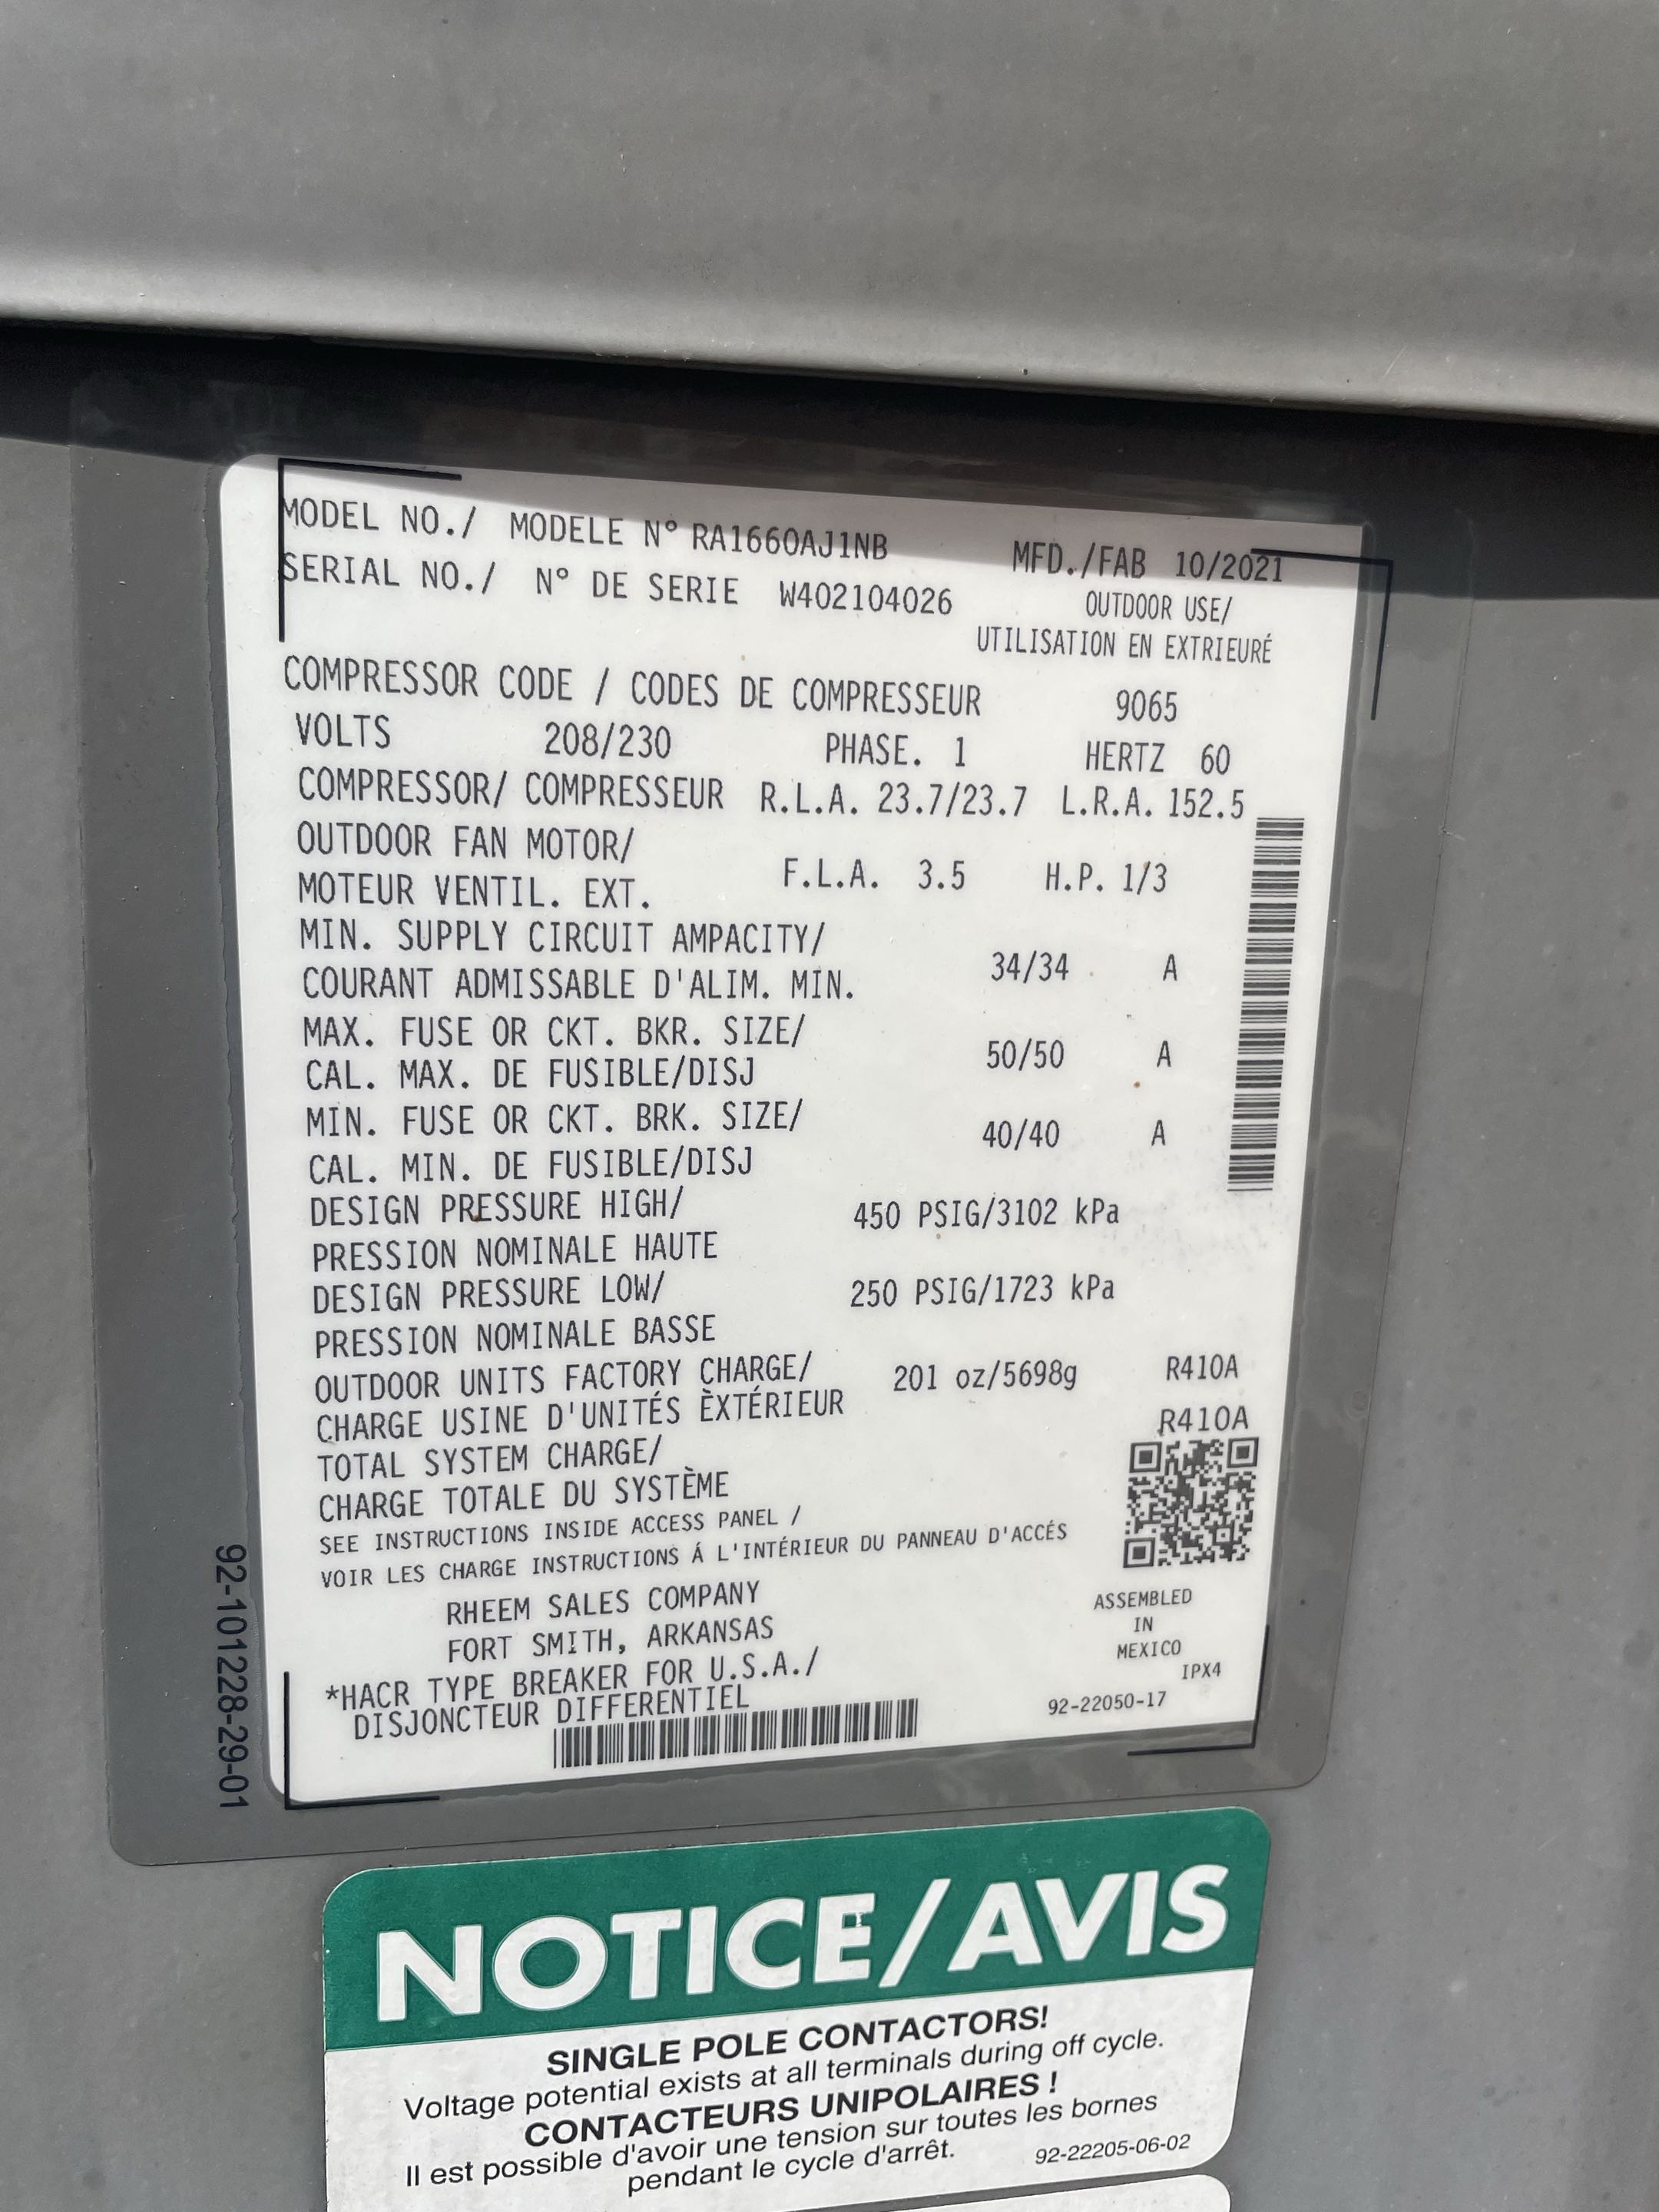 MODEL NO./ MODELE N° RA1660AJ1NB MFD./FAB 10/2021
SERIAL NO./ N° DE SERIE W402104026 OUTDOOR USE/
UTILISATION EN EXTRIEURÉ
COMPRESSOR CODE / CODES DE COMPRESSEUR 9065
VOLTS 208/230 PHASE. 1 HERTZ 60
COMPRESSOR/ COMPRESSEUR R.L.A. 23.7/23.7 L.R.A. 152.5
OUTDOOR FAN MOTOR/
MOTEUR VENTIL. EXT. F.L.A. 3.5 H.P. 1/3
MIN. SUPPLY CIRCUIT AMPACITY/
COURANT ADMISSABLE D'ALIM. MIN. 34/34 A
MAX. FUSE OR CKT. BKR. SIZE/
CAL. MAX. DE FUSIBLE/DISJ 50/50 A
MIN. FUSE OR CKT. BRK. SIZE/
CAL. MIN. DE FUSIBLE/DISJ 40/40 A
DESIGN PRESSURE HIGH/ 450 PSIG/3102 kPa
PRESSION NOMINALE HAUTE
DESIGN PRESSURE LOW/ 250 PSIG/1723 kPa
PRESSION NOMINALE BASSE
OUTDOOR UNITS FACTORY CHARGE/ 201 oz/5698g R410A
CHARGE USINE D'UNITÉS ÈXTÉRIEUR R410A
TOTAL SYSTEM CHARGE/
CHARGE TOTALE DU SYSTÈME
SEE INSTRUCTIONS INSIDE ACCESS PANEL /
VOIR LES CHARGE INSTRUCTIONS Á L'INTÉRIEUR DU PANNEAU D'ACCÉS
RHEEM SALES COMPANY
FORT SMITH, ARKANSAS
ASSEMBLED
IN
MEXICO
IPX4
*HACR TYPE BREAKER FOR U.S.A./
DISJONCTEUR DIFFERENTIEL
92-22050-17
92-101228-29-01
NOTICE/AVIS
SINGLE POLE CONTACTORS!
Voltage potential exists at all terminals during off cycle.
CONTACTEURS UNIPOLAIRES !
Il est possible d'avoir une tension sur toutes les bornes
pendant le cycle d'arrêt.
92-22205-06-02